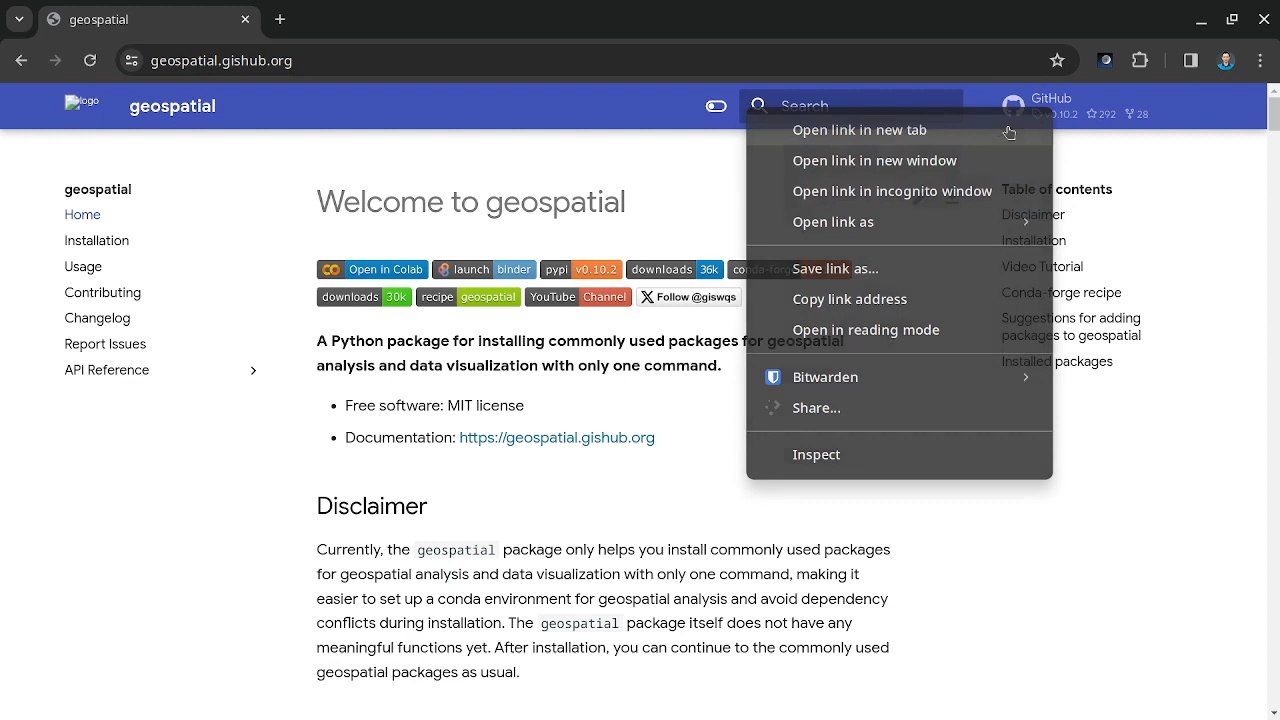 geospatial
geospatial.gishub.org
logo
geospatial
Search
GitHub
v0.10.2 292 28
geospatial
Home
Installation
Usage
Contributing
Changelog
Report Issues
API Reference
Welcome to geospatial
Open in Colab launch binder pypi v0.10.2 downloads 36k conda-forge
downloads 30k recipe geospatial YouTube Channel Follow @giswqs
A Python package for installing commonly used packages for geospatial
analysis and data visualization with only one command.
Free software: MIT license
Documentation: https://geospatial.gishub.org
Disclaimer
Currently, the geospatial package only helps you install commonly used packages
for geospatial analysis and data visualization with only one command, making it
easier to set up a conda environment for geospatial analysis and avoid dependency
conflicts during installation. The geospatial package itself does not have any
meaningful functions yet. After installation, you can continue to the commonly used
geospatial packages as usual.
Open link in new tab
Open link in new window
Open link in incognito window
Open link as
Save link as...
Copy link address
Open in reading mode
Bitwarden
Share...
Inspect
Table of contents
Disclaimer
Installation
Video Tutorial
Conda-forge recipe
Suggestions for adding
packages to geospatial
Installed packages